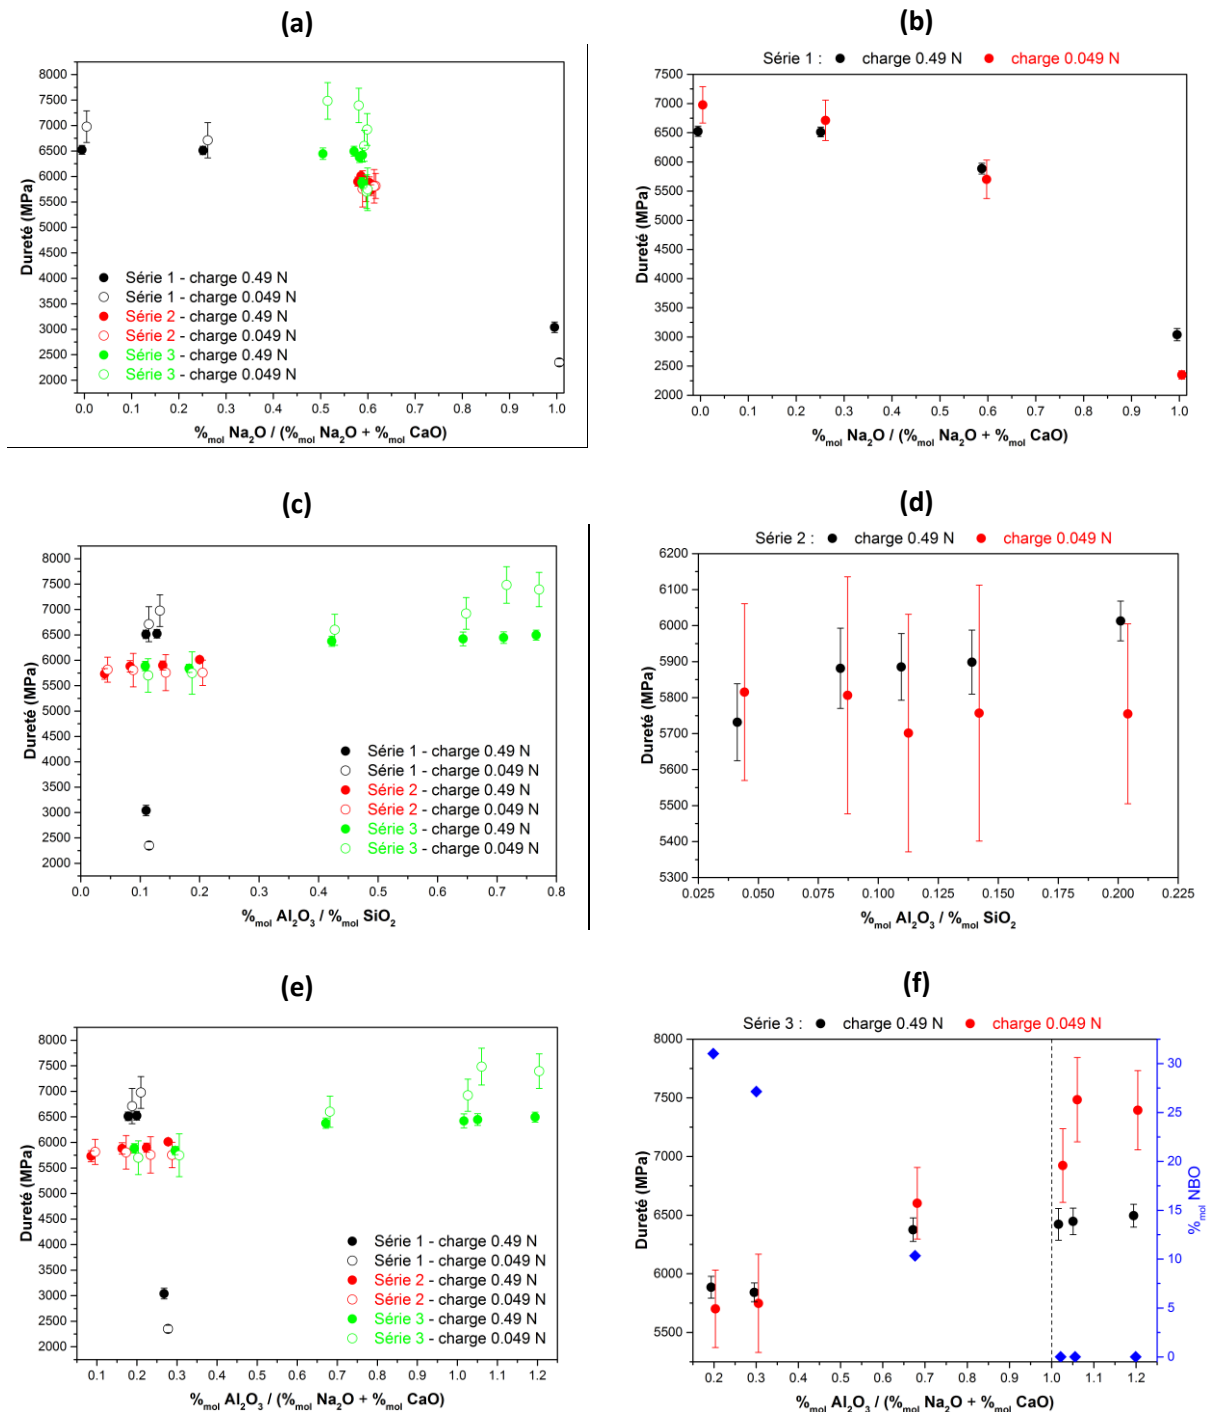 (a)
8000
7500
7000
6500
6000
5500
5000
4500
4000
3500
3000
2500
2000
Dureté (MPa)
Série 1 - charge 0.49 N
Série 1 - charge 0.049 N
Série 2 - charge 0.49 N
Série 2 - charge 0.049 N
Série 3 - charge 0.49 N
Série 3 - charge 0.049 N
0.0 0.1 0.2 0.3 0.4 0.5 0.6 0.7 0.8 0.9 1.0
%mol Na2O / (%mol Na2O + %mol CaO)
(b)
Série 1 : charge 0.49 N charge 0.049 N
7500
7000
6500
6000
5500
5000
4500
4000
3500
3000
2500
2000
Dureté (MPa)
0.0 0.1 0.2 0.3 0.4 0.5 0.6 0.7 0.8 0.9 1.0
%mol Na2O / (%mol Na2O + %mol CaO)
(c)
8000
7500
7000
6500
6000
5500
5000
4500
4000
3500
3000
2500
2000
Dureté (MPa)
Série 1 - charge 0.49 N
Série 1 - charge 0.049 N
Série 2 - charge 0.49 N
Série 2 - charge 0.049 N
Série 3 - charge 0.49 N
Série 3 - charge 0.049 N
0.0 0.1 0.2 0.3 0.4 0.5 0.6 0.7 0.8
%mol Al2O3 / %mol SiO2
(d)
Série 2 : charge 0.49 N charge 0.049 N
6200
6100
6000
5900
5800
5700
5600
5500
5400
5300
Dureté (MPa)
0.025 0.050 0.075 0.100 0.125 0.150 0.175 0.200 0.225
%mol Al2O3 / %mol SiO2
(e)
8000
7500
7000
6500
6000
5500
5000
4500
4000
3500
3000
2500
2000
Dureté (MPa)
Série 1 - charge 0.49 N
Série 1 - charge 0.049 N
Série 2 - charge 0.49 N
Série 2 - charge 0.049 N
Série 3 - charge 0.49 N
Série 3 - charge 0.049 N
0.1 0.2 0.3 0.4 0.5 0.6 0.7 0.8 0.9 1.0 1.1 1.2
%mol Al2O3 / (%mol Na2O + %mol CaO)
(f)
Série 3 : charge 0.49 N charge 0.049 N
8000
7500
7000
6500
6000
5500
Dureté (MPa)
30
25
20
15
10
5
0
%mol NBO
0.2 0.3 0.4 0.5 0.6 0.7 0.8 0.9 1.0 1.1 1.2
%mol Al2O3 / (%mol Na2O + %mol CaO)